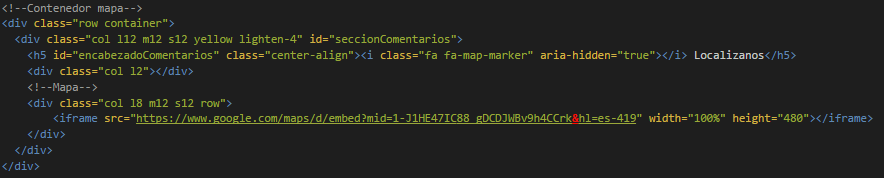 <!--Contenedor mapa-->
<div class="row container">
<div class="col l12 m12 s12 yellow lighten-4" id="seccionComentarios">
<h5 id="encabezadoComentarios" class="center-align"><i class="fa fa-map-marker" aria-hidden="true"></i> Localizanos</h5>
<div class="col l2"></div>
<!--Mapa-->
<div class="col l8 m12 s12 row">
<iframe src="https://www.google.com/maps/d/embed?mid=1-J1HE47IC88_gDCDJWBv9h4CCrk&hl=es-419" width="100%" height="480"></iframe>
</div>
</div>
</div>